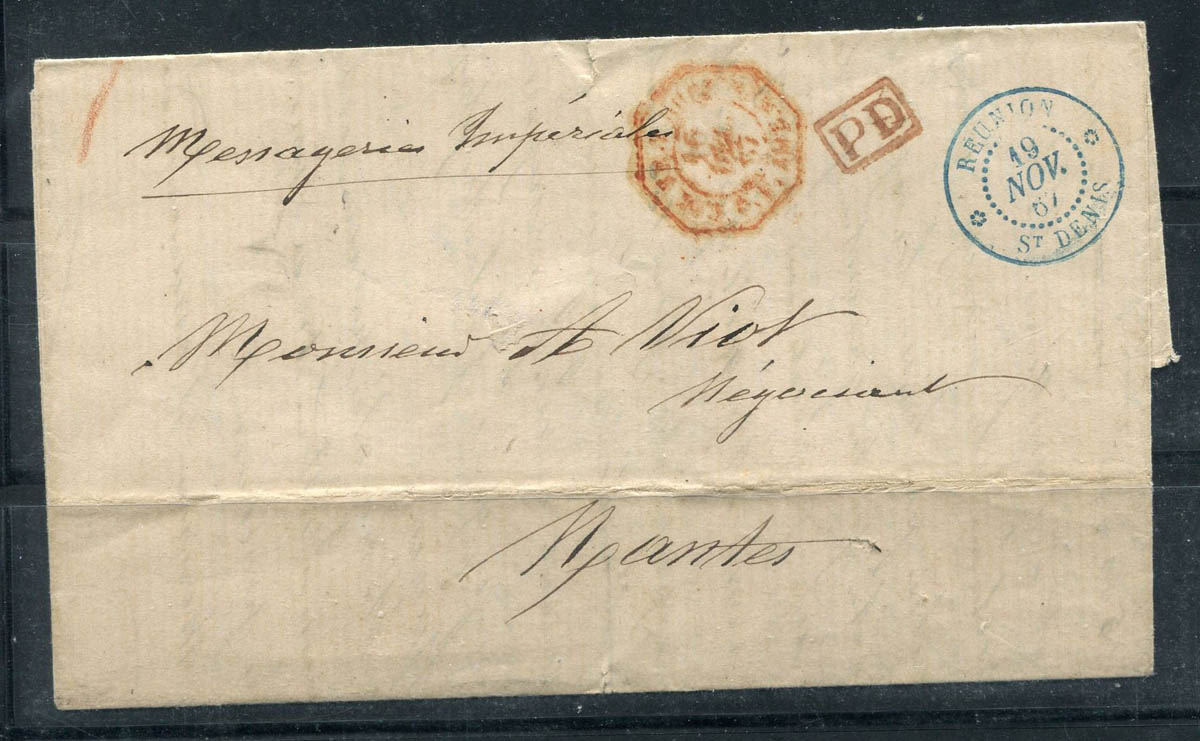 Messageries Impériales
PD
REUNION
19
NOV.
67
ST DENIS
Monsieur A Viot
Négociant
Nantes